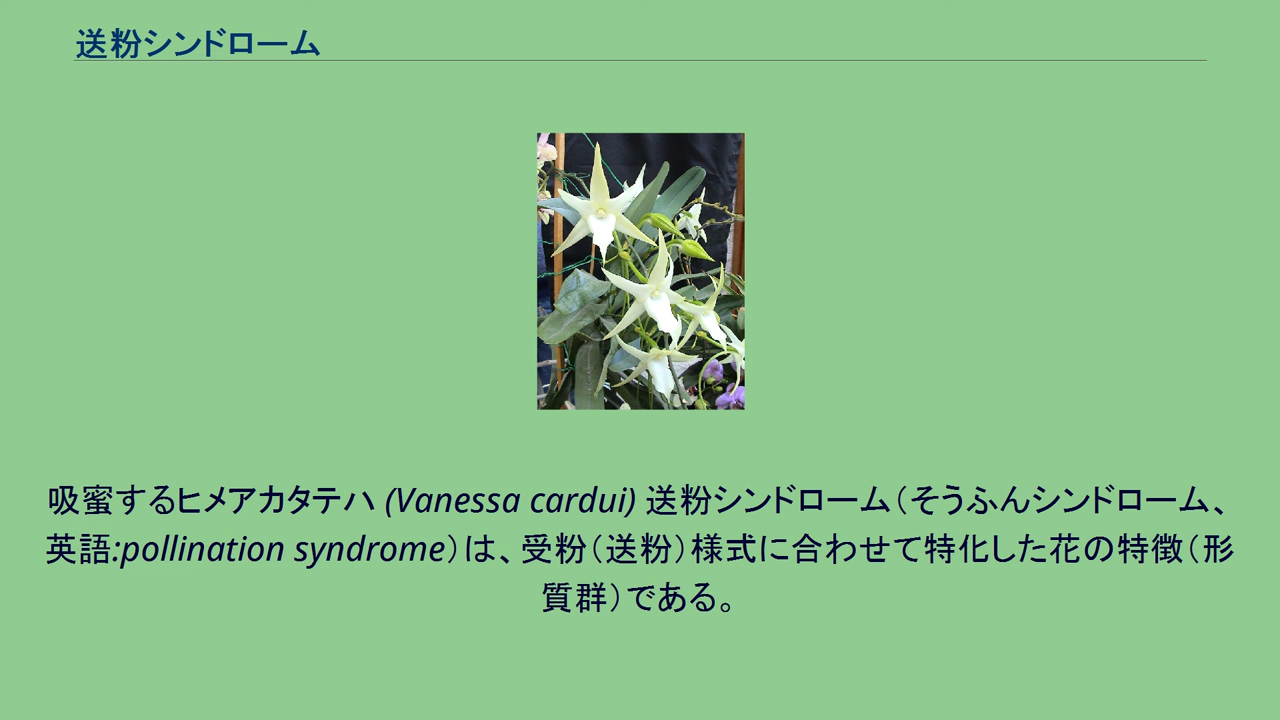 送粉シンドローム
吸蜜するヒメアカタテハ (Vanessa cardui) 送粉シンドローム（そうふんシンドローム、
英語:pollination syndrome）は、受粉（送粉）様式に合わせて特化した花の特徴（形
質群）である。